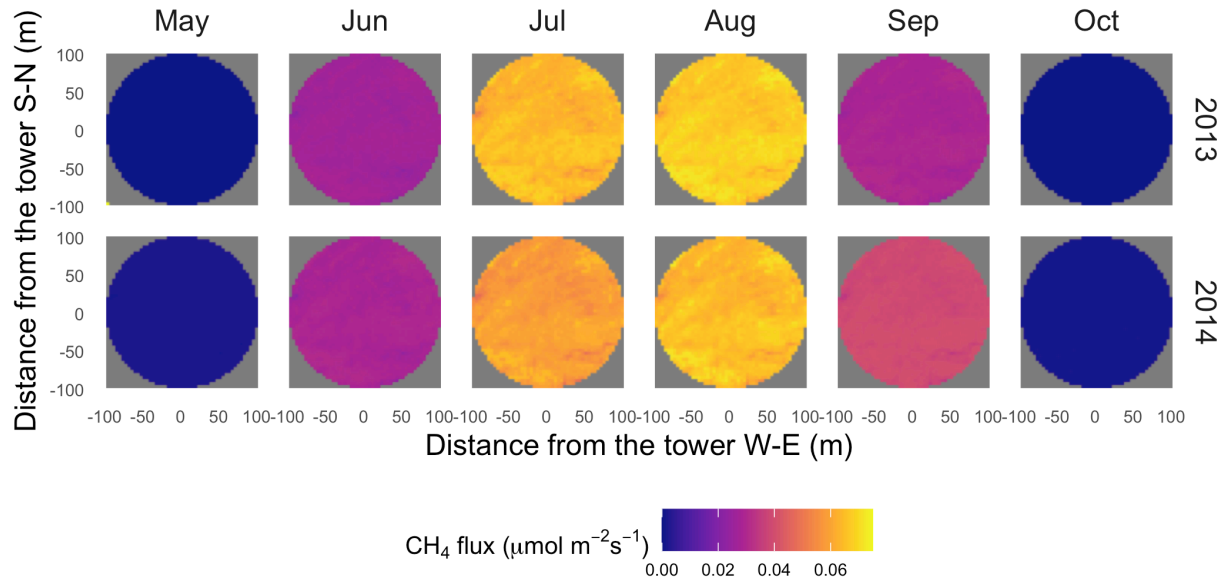 May Jun Jul Aug Sep Oct
Distance from the tower S-N (m)
100
50
0
-50
-100
2013
100
50
0
-50
-100
2014
-100 -50 0 50 100 -100 -50 0 50 100 -100 -50 0 50 100 -100 -50 0 50 100 -100 -50 0 50 100 -100 -50 0 50 100
Distance from the tower W-E (m)
CH₄ flux (μmol m⁻²s⁻¹)
0.00 0.02 0.04 0.06